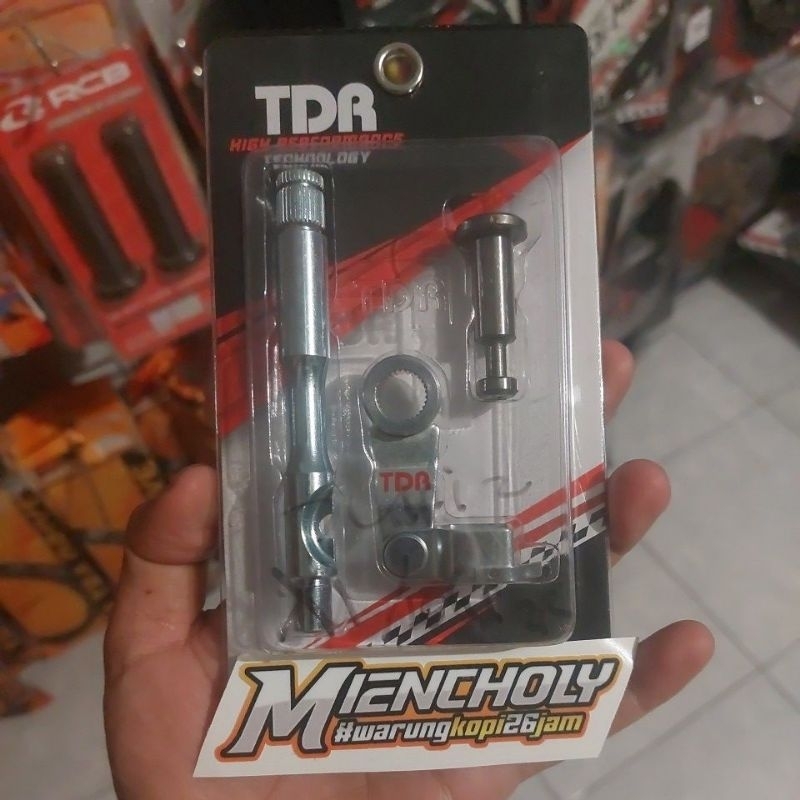 RCB
TDR
HIGH PERFORMANCE
TECHNOLOGY
TDR
TDR
MIENCHOLY
#warungkopi26jam